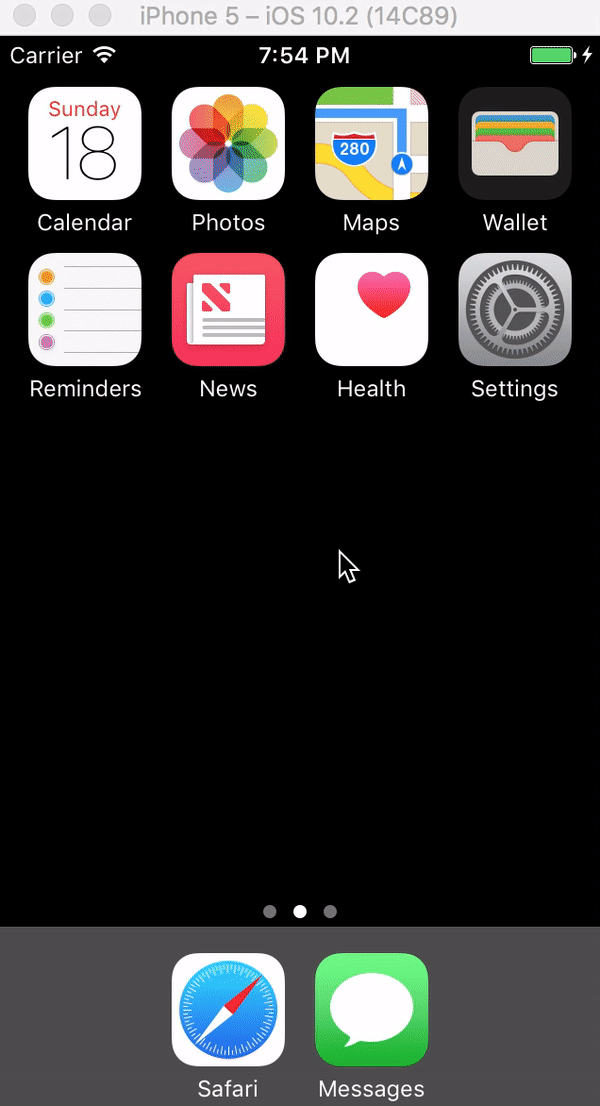 iPhone 5 – iOS 10.2 (14C89)
Carrier 7:54 PM
Sunday
18
280
Calendar Photos Maps Wallet
Reminders News Health Settings
Safari Messages